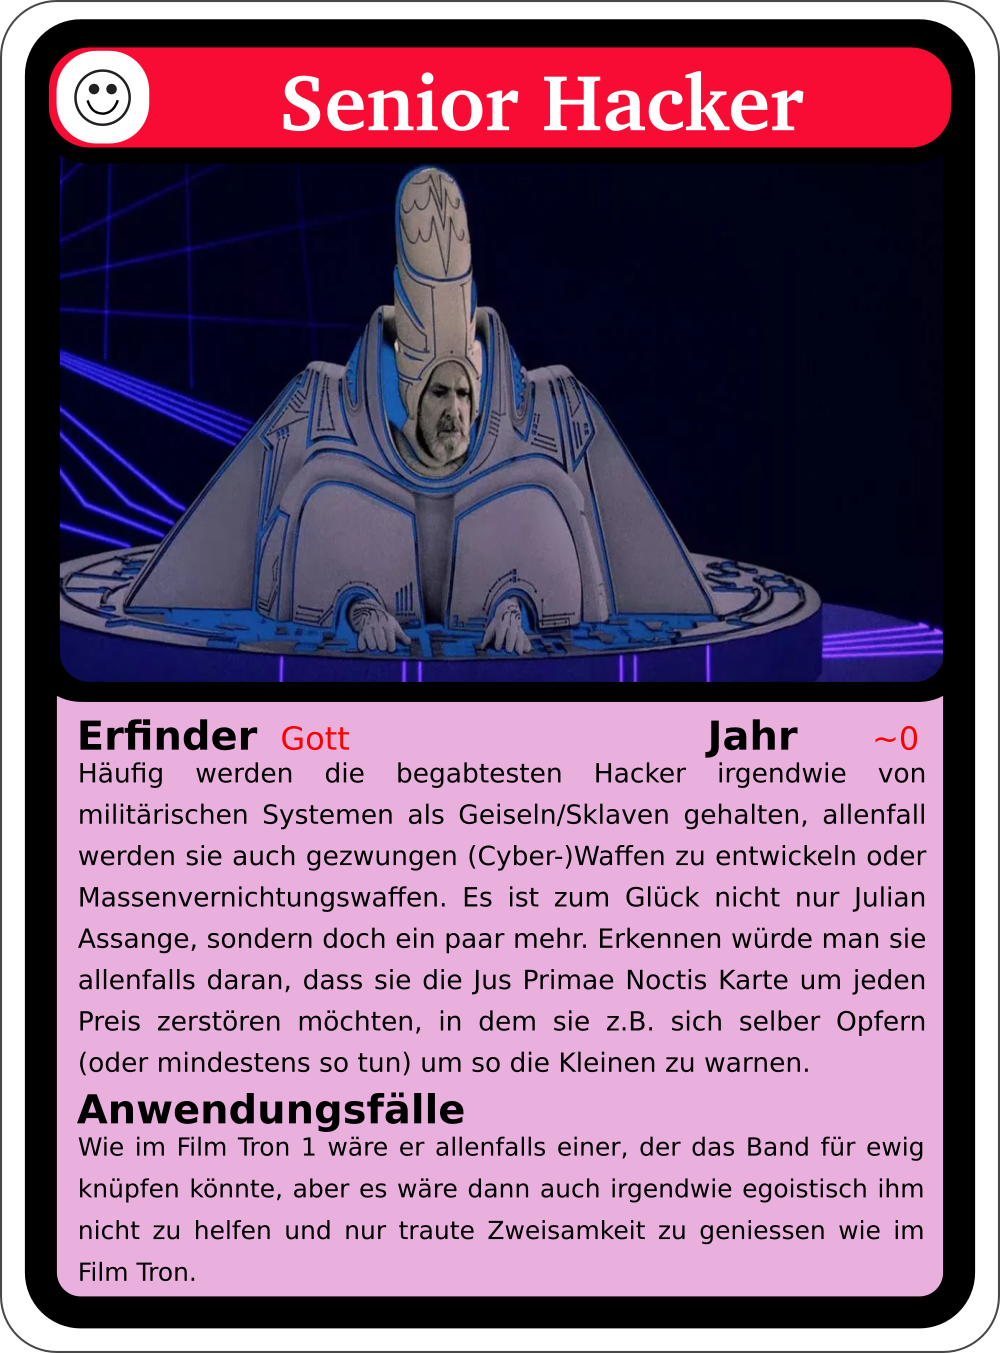 Senior Hacker
Erfinder Gott Jahr ~0
Häufig werden die begabtesten Hacker irgendwie von
militärischen Systemen als Geiseln/Sklaven gehalten, allenfall
werden sie auch gezwungen (Cyber-)Waffen zu entwickeln oder
Massenvernichtungswaffen. Es ist zum Glück nicht nur Julian
Assange, sondern doch ein paar mehr. Erkennen würde man sie
allenfalls daran, dass sie die Jus Primae Noctis Karte um jeden
Preis zerstören möchten, in dem sie z.B. sich selber Opfern
(oder mindestens so tun) um so die Kleinen zu warnen.
Anwendungsfälle
Wie im Film Tron 1 wäre er allenfalls einer, der das Band für ewig
knüpfen könnte, aber es wäre dann auch irgendwie egoistisch ihm
nicht zu helfen und nur traute Zweisamkeit zu geniessen wie im
Film Tron.